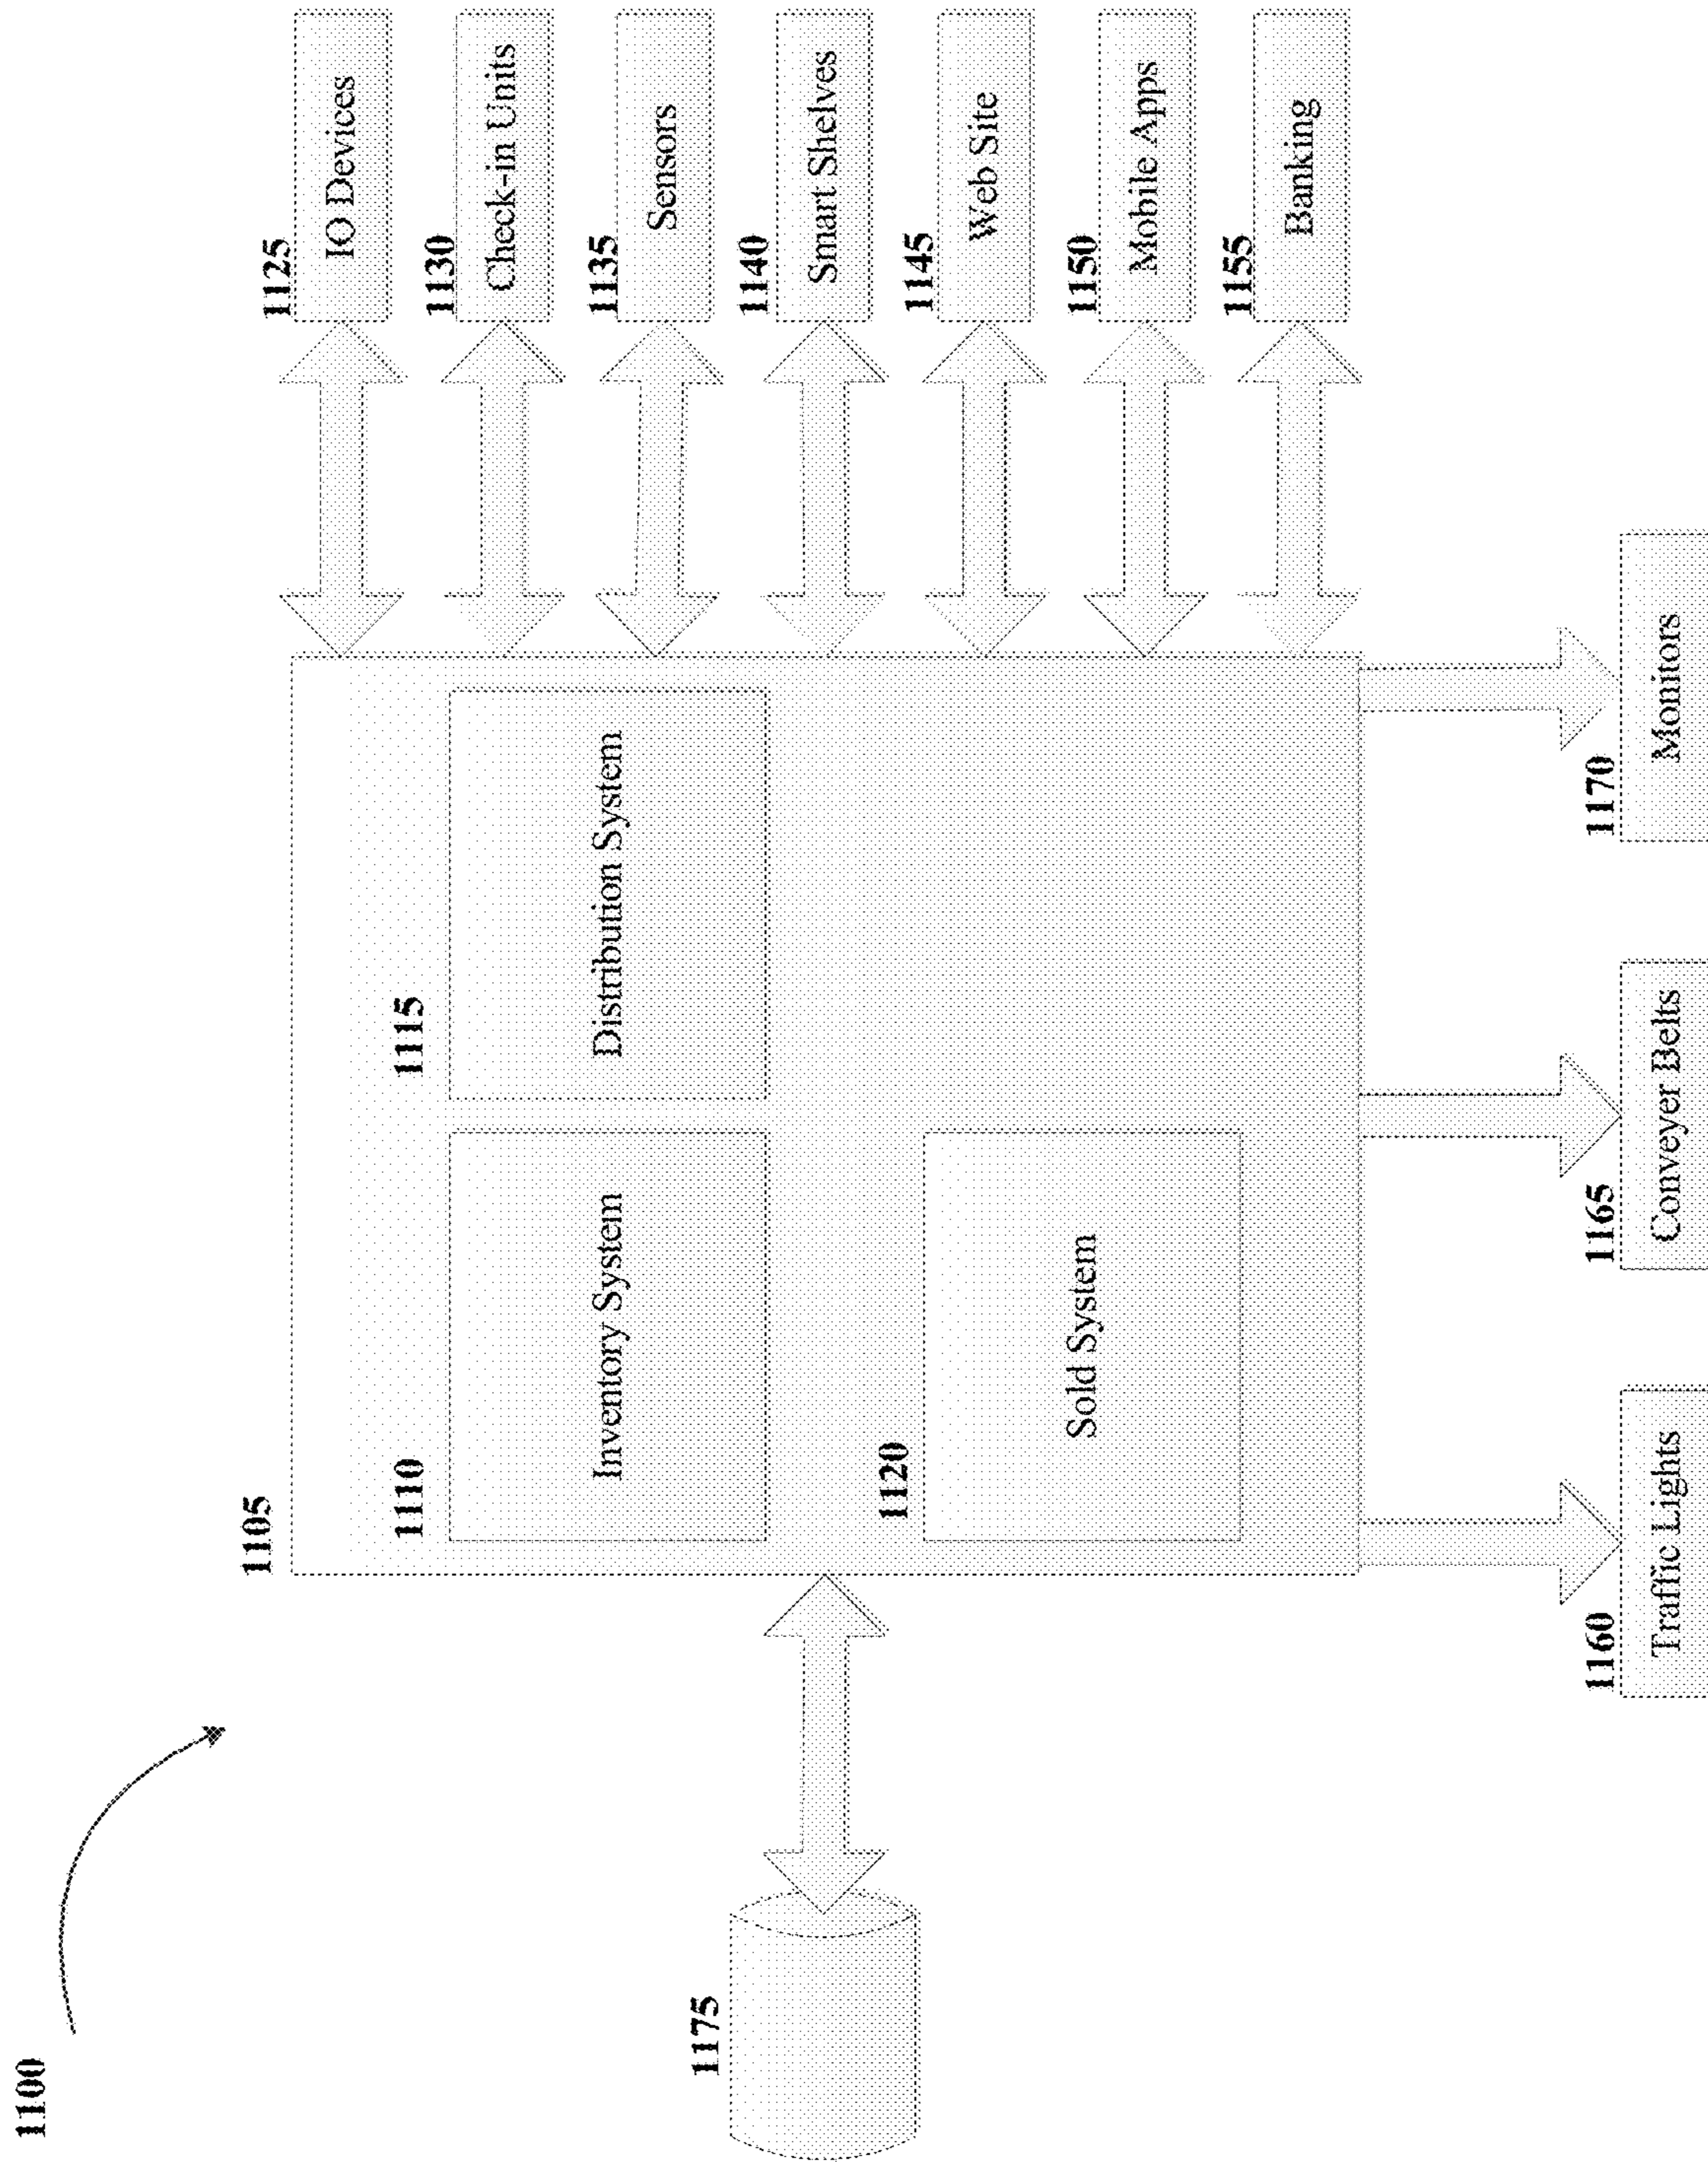 1100
1105
1110
Inventory System
1115
Distribution System
1120
Sold System
1125
IO Devices
1130
Check-in Units
1135
Sensors
1140
Smart Shelves
1145
Web Site
1150
Mobile Apps
1155
Banking
1175
1160
Traffic Lights
1165
Conveyer Belts
1170
Monitors